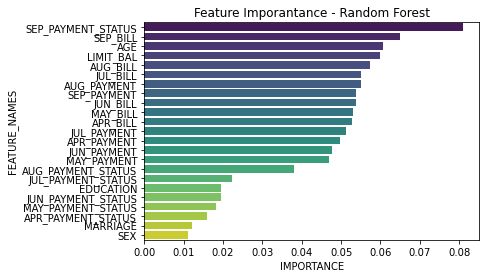 Feature Imporantance - Random Forest
SEP_PAYMENT_STATUS
SEP_BILL
AGE
LIMIT_BAL
AUG_BILL
JUL_BILL
AUG_PAYMENT
SEP_PAYMENT
JUN_BILL
MAY_BILL
APR_BILL
JUL_PAYMENT
APR_PAYMENT
JUN_PAYMENT
MAY_PAYMENT
AUG_PAYMENT_STATUS
JUL_PAYMENT_STATUS
EDUCATION
JUN_PAYMENT_STATUS
MAY_PAYMENT_STATUS
APR_PAYMENT_STATUS
MARRIAGE
SEX
FEATURE_NAMES
0.00 0.01 0.02 0.03 0.04 0.05 0.06 0.07 0.08
IMPORTANCE